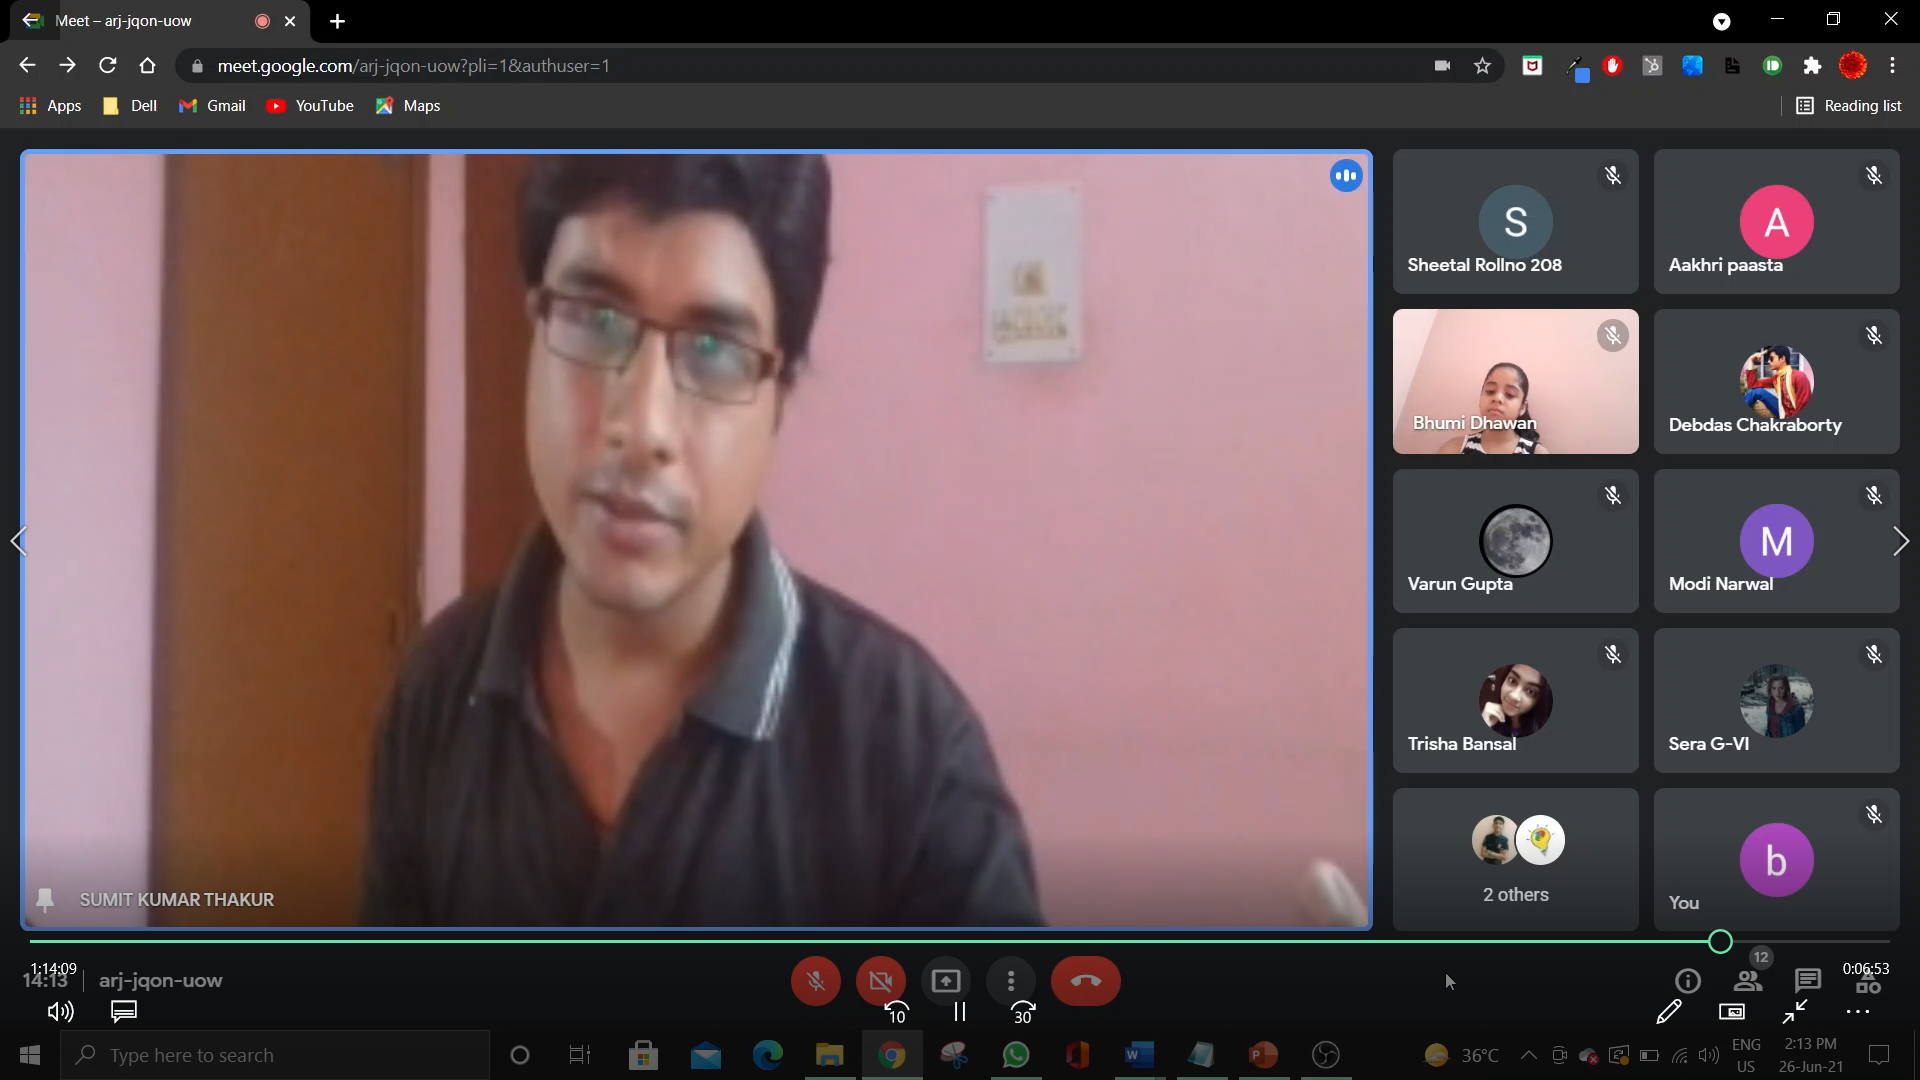 Meet – arj-jqon-uow
meet.google.com/arj-jqon-uow?pli=1&authuser=1
Apps Dell Gmail YouTube Maps Reading list
S
Sheetal Rollno 208
A
Aakhri paasta
Bhumi Dhawan
Debdas Chakraborty
Varun Gupta
M
Modi Narwal
Trisha Bansal
Sera G-VI
2 others
b
You
SUMIT KUMAR THAKUR
1:14:09
14:13 arj-jqon-uow
12
0:06:53
10
30
Type here to search
36°C
ENG
US
2:13 PM
26-Jun-21